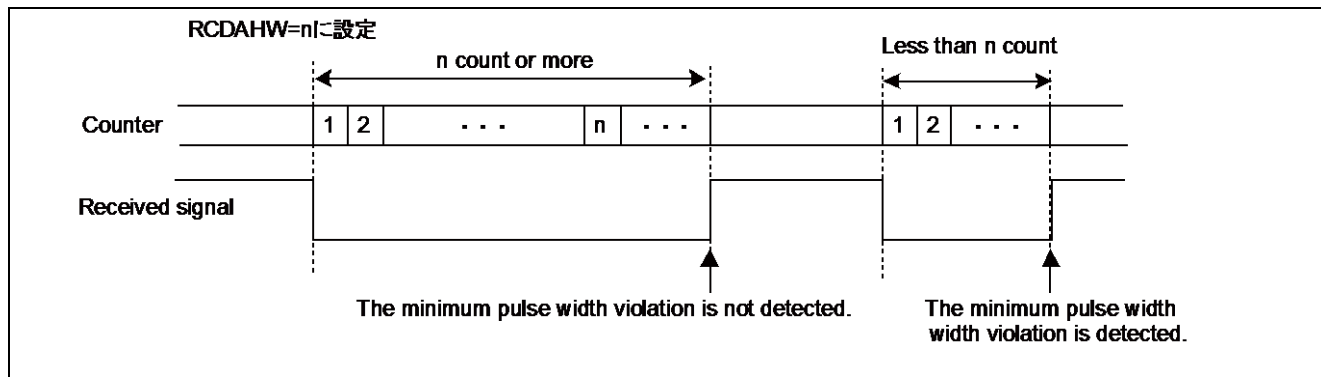 RCDAHW=nに設定
n count or more
Less than n count
Counter
1 2 ・・・ n ・・・ 1 2 ・・・
Received signal
The minimum pulse width violation is not detected.
The minimum pulse width
width violation is detected.